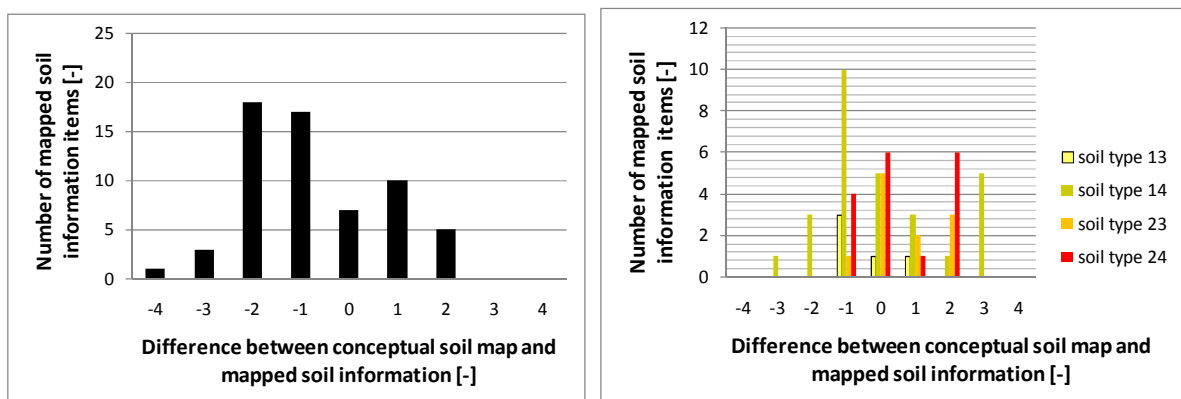 Number of mapped soil
information items [-]
25
20
15
10
5
0
-4 -3 -2 -1 0 1 2 3 4
Difference between conceptual soil map and
mapped soil information [-]
Number of mapped soil
information items [-]
12
10
8
6
4
2
0
-4 -3 -2 -1 0 1 2 3 4
Difference between conceptual soil map and
mapped soil information [-]
soil type 13
soil type 14
soil type 23
soil type 24